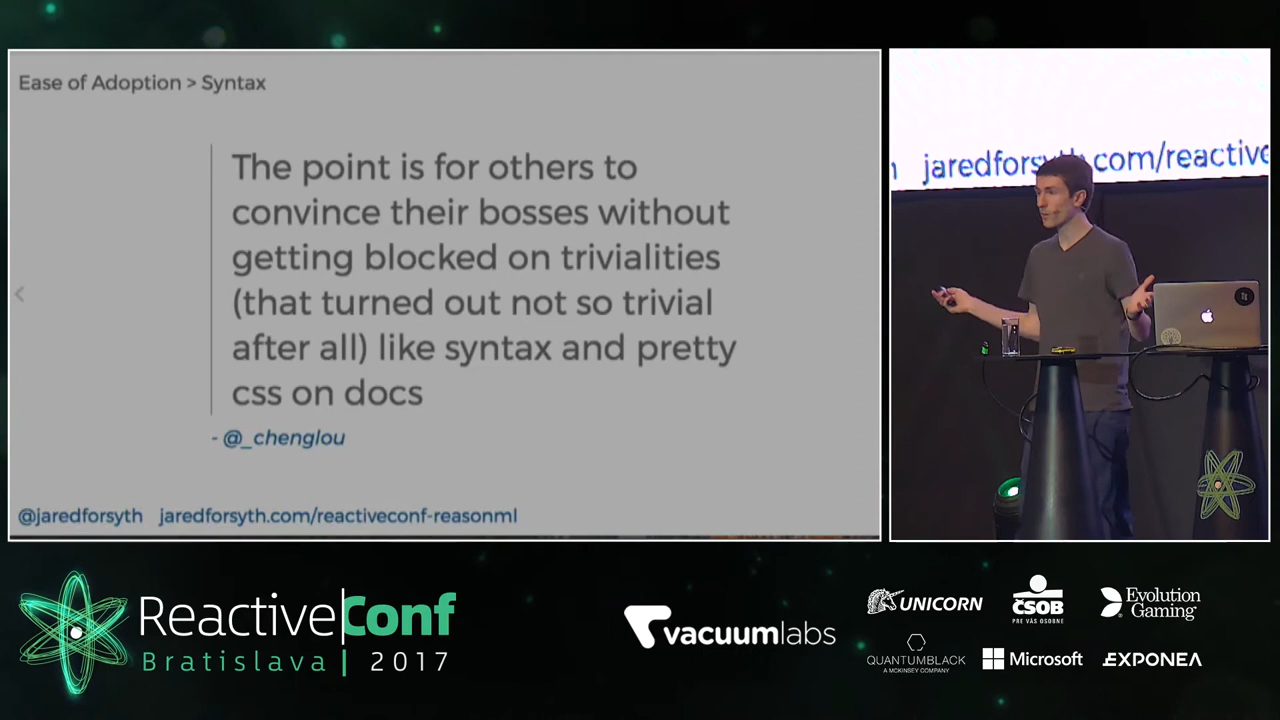 Ease of Adoption > Syntax
The point is for others to
convince their bosses without
getting blocked on trivialities
(that turned out not so trivial
after all) like syntax and pretty
css on docs
- @_chenglou
@jaredforsyth jaredforsyth.com/reactiveconf-reasonml
jaredforsyth.com/reactive
ReactiveConf
Bratislava | 2017
vacuumlabs
UNICORN
ČSOB
PRE VÁS OSOBNE
Evolution
Gaming
QUANTUMBLACK
A MCKINSEY COMPANY
Microsoft
EXPONEA